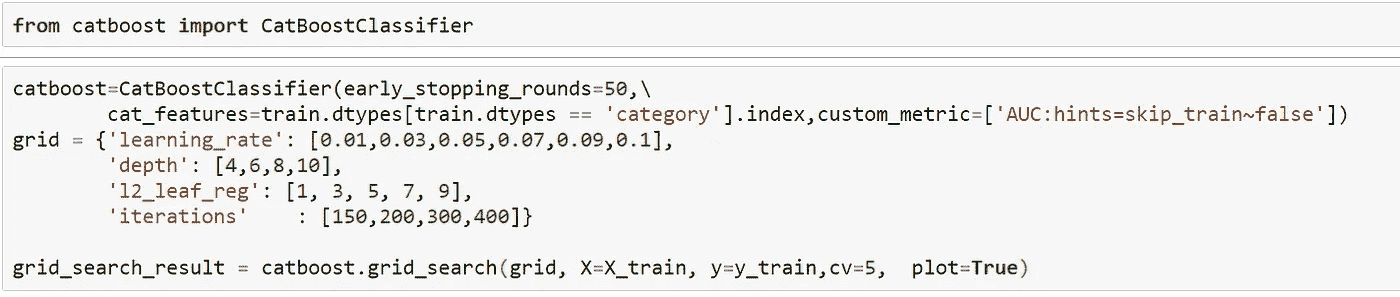 from catboost import CatBoostClassifier
catboost=CatBoostClassifier(early_stopping_rounds=50,\
        cat_features=train.dtypes[train.dtypes == 'category'].index,custom_metric=['AUC:hints=skip_train~false'])
grid = {'learning_rate': [0.01,0.03,0.05,0.07,0.09,0.1],
        'depth': [4,6,8,10],
        'l2_leaf_reg': [1, 3, 5, 7, 9],
        'iterations'    : [150,200,300,400]}
grid_search_result = catboost.grid_search(grid, X=X_train, y=y_train,cv=5,  plot=True)